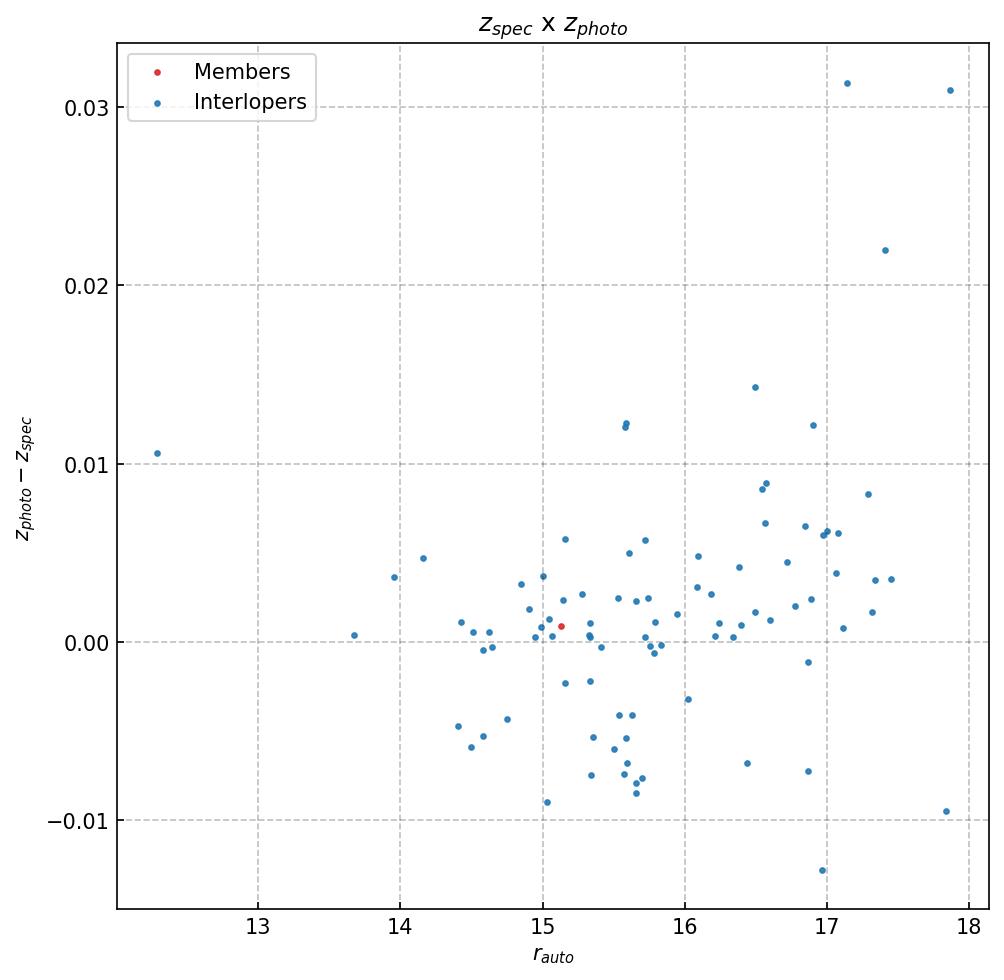 z_spec x z_photo
Members
Interlopers
0.03
0.02
0.01
0.00
−0.01
z_photo − z_spec
13 14 15 16 17 18
r_auto